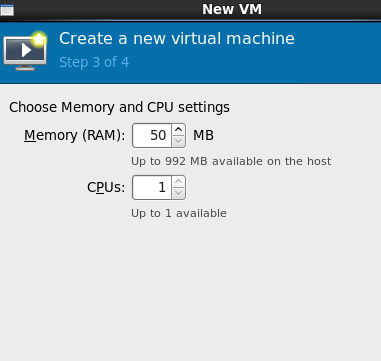 New VM
Create a new virtual machine
Step 3 of 4
Choose Memory and CPU settings
Memory (RAM): 50 MB
Up to 992 MB available on the host
CPUs: 1
Up to 1 available